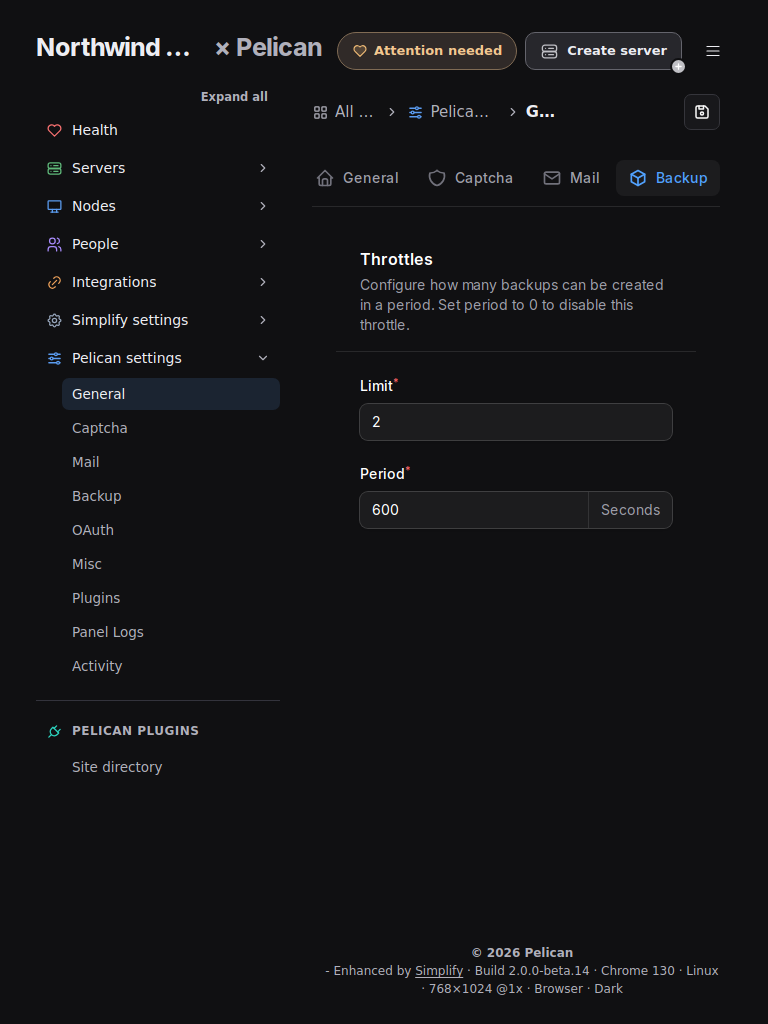 Northwind ... × Pelican
Attention needed
Create server
Expand all
Health
Servers
Nodes
People
Integrations
Simplify settings
Pelican settings
General
Captcha
Mail
Backup
OAuth
Misc
Plugins
Panel Logs
Activity
PELICAN PLUGINS
Site directory
All ... > Pelica... > G...
General
Captcha
Mail
Backup
Throttles
Configure how many backups can be created
in a period. Set period to 0 to disable this
throttle.
Limit*
2
Period*
600 Seconds
© 2026 Pelican
- Enhanced by Simplify · Build 2.0.0-beta.14 · Chrome 130 · Linux
· 768×1024 @1x · Browser · Dark